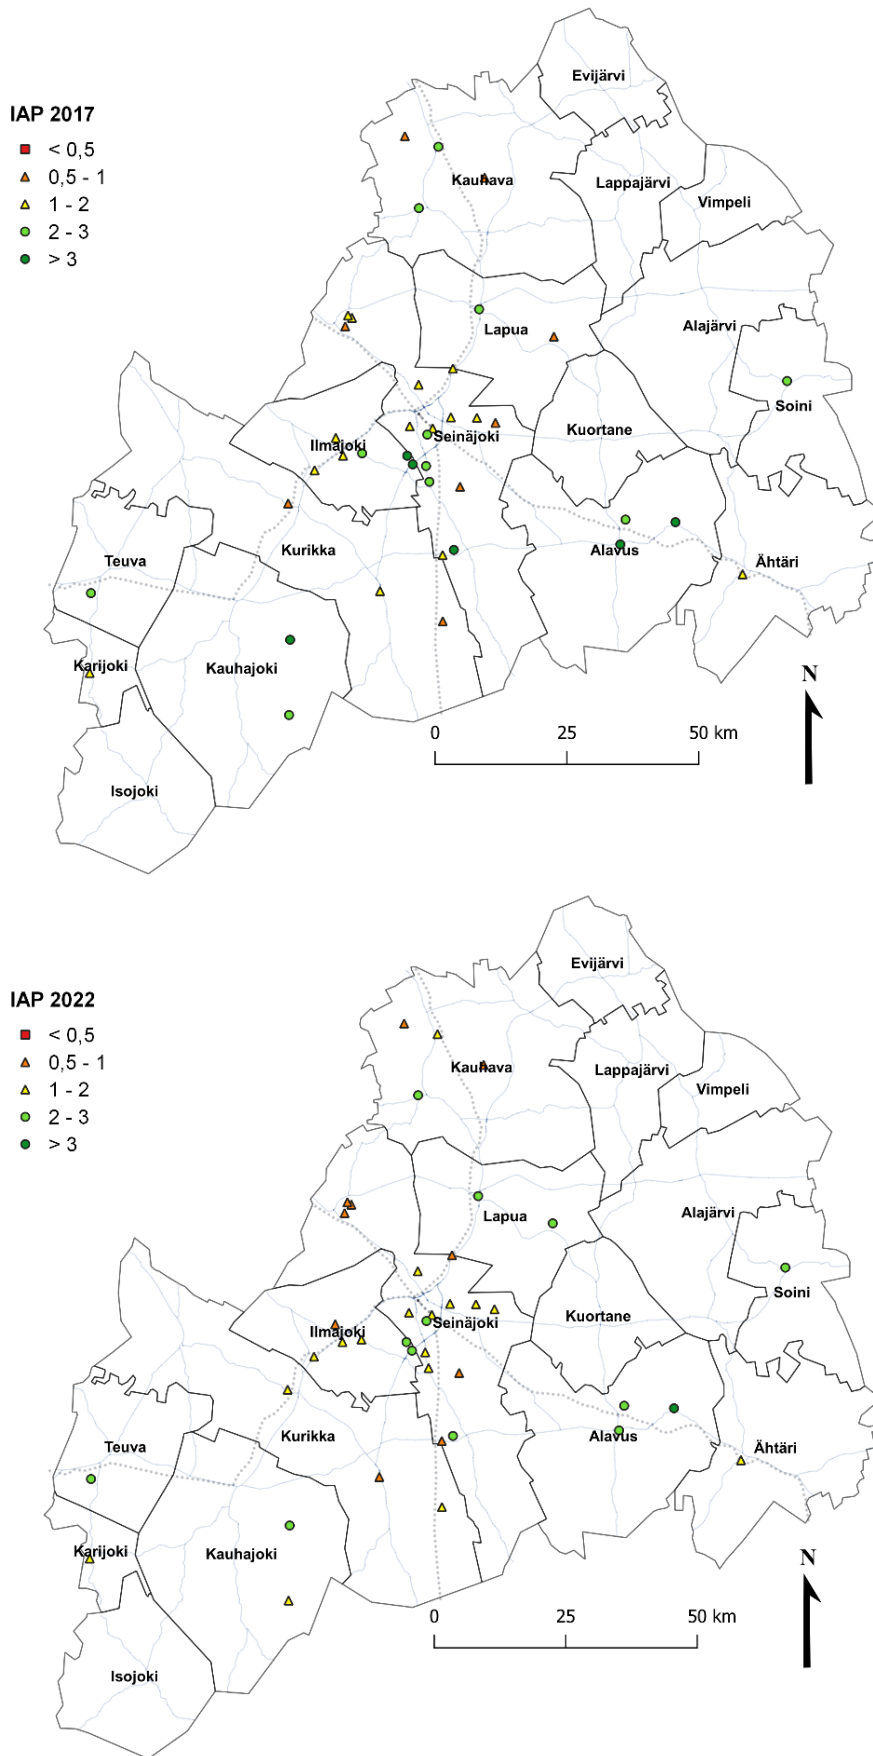 IAP 2017
< 0,5
0,5 - 1
1 - 2
2 - 3
> 3
Evijärvi
Kauhava
Lappajärvi
Vimpeli
Lapua
Alajärvi
Soini
Kuortane
Seinäjoki
Ilmajoki
Kurikka
Alavus
Ähtäri
Teuva
Karijoki
Kauhajoki
Isojoki
N
0 25 50 km
IAP 2022
< 0,5
0,5 - 1
1 - 2
2 - 3
> 3
Evijärvi
Kauhava
Lappajärvi
Vimpeli
Lapua
Alajärvi
Soini
Kuortane
Seinäjoki
Ilmajoki
Kurikka
Alavus
Ähtäri
Teuva
Karijoki
Kauhajoki
Isojoki
N
0 25 50 km